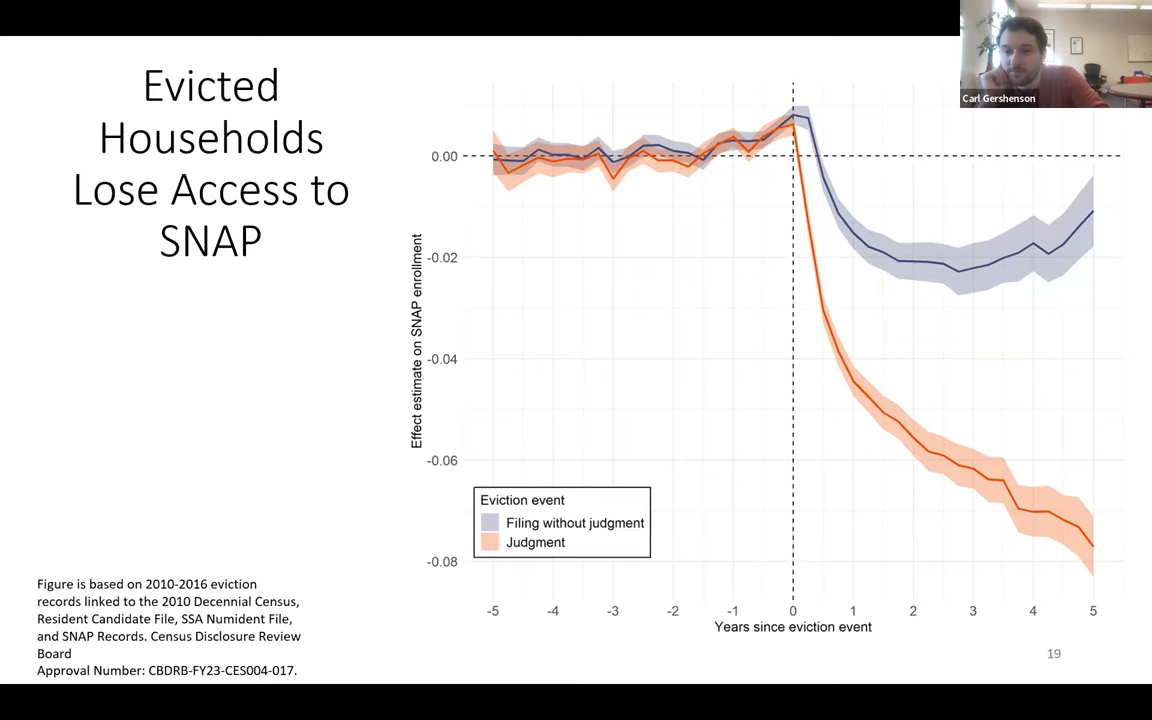 Evicted
Households
Lose Access to
SNAP
Carl Gershenson
Effect estimate on SNAP enrollment
0.00
-0.02
-0.04
-0.06
-0.08
Eviction event
Filing without judgment
Judgment
-5 -4 -3 -2 -1 0 1 2 3 4 5
Years since eviction event
Figure is based on 2010-2016 eviction
records linked to the 2010 Decennial Census,
Resident Candidate File, SSA Numident File,
and SNAP Records. Census Disclosure Review
Board
Approval Number: CBDRB-FY23-CES004-017.
19